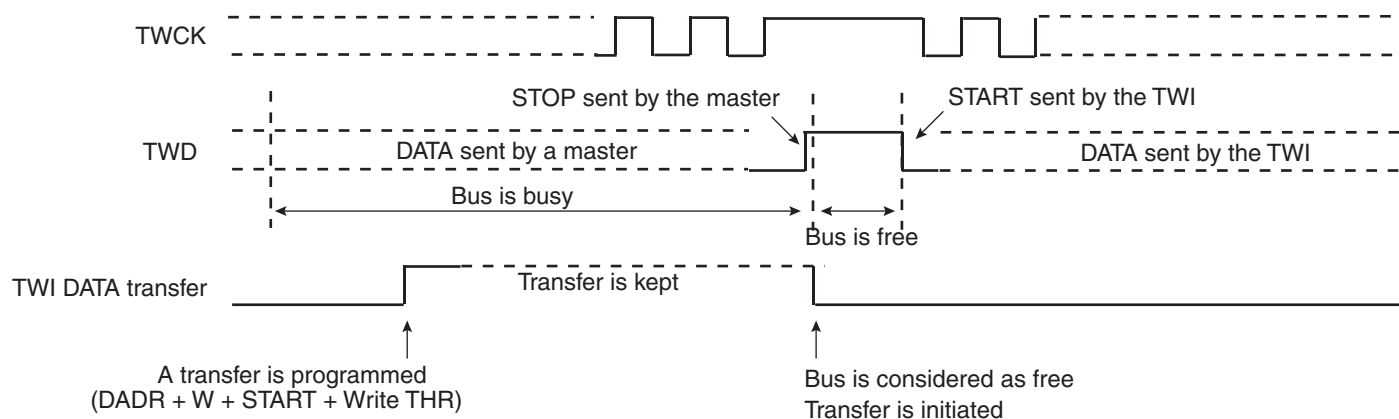 TWCK
STOP sent by the master
START sent by the TWI
TWD
DATA sent by a master
DATA sent by the TWI
Bus is busy
Bus is free
TWI DATA transfer
Transfer is kept
A transfer is programmed
(DADR + W + START + Write THR)
Bus is considered as free
Transfer is initiated